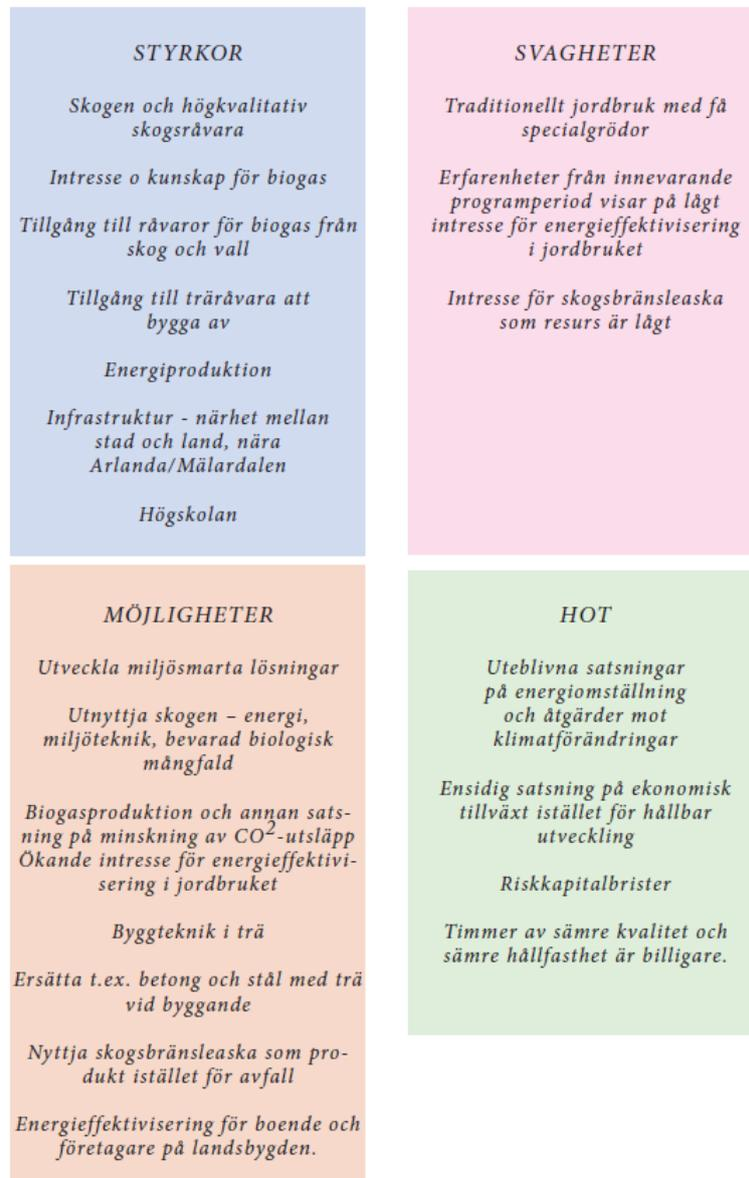 STYRKOR
Skogen och högkvalitativ
skogsråvara
Intresse o kunskap för biogas
Tillgång till råvaror för biogas från
skog och vall
Tillgång till träråvara att
bygga av
Energiproduktion
Infrastruktur - närhet mellan
stad och land, nära
Arlanda/Mälardalen
Högskolan
SVAGHETER
Traditionellt jordbruk med få
specialgrödor
Erfarenheter från innevarande
programperiod visar på lågt
intresse för energieffektivisering
i jordbruket
Intresse för skogsbränsleaska
som resurs är lågt
MÖJLIGHETER
Utveckla miljösmarta lösningar
Utnyttja skogen – energi,
miljöteknik, bevarad biologisk
mångfald
Biogasproduktion och annan sats-
ning på minskning av CO²-utsläpp
Ökande intresse för energieffektivi-
sering i jordbruket
Byggteknik i trä
Ersätta t.ex. betong och stål med trä
vid byggande
Nyttja skogsbränsleaska som pro-
dukt istället för avfall
Energieffektivisering för boende och
företagare på landsbygden.
HOT
Uteblivna satsningar
på energiomställning
och åtgärder mot
klimatförändringar
Ensidig satsning på ekonomisk
tillväxt istället för hållbar
utveckling
Riskkapitalbrister
Timmer av sämre kvalitet och
sämre hållfasthet är billigare.